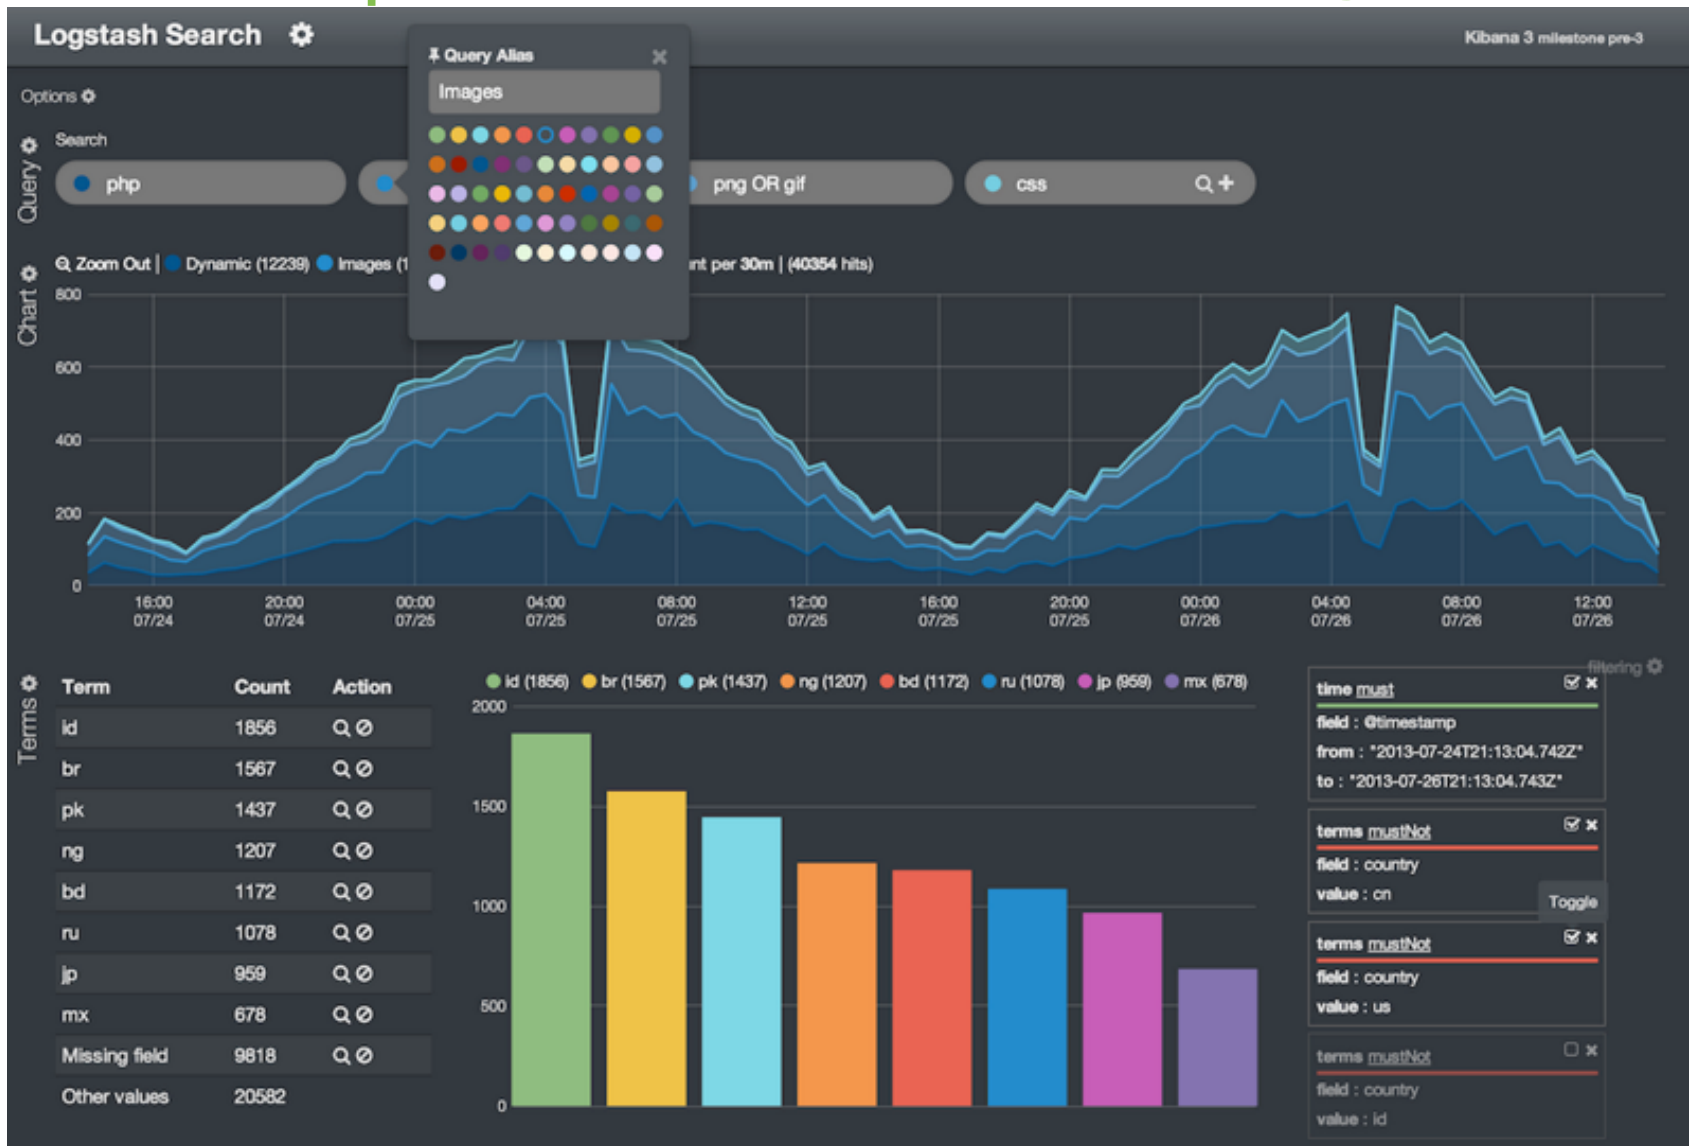 Logstash Search
Kibana 3 milestone pre-3
Query Alias
Images
Options
Query
Search
php
png OR gif
css
Chart
Zoom Out | Dynamic (12239) Images (1
nt per 30m | (40354 hits)
800
600
400
200
0
16:00 20:00 00:00 04:00 08:00 12:00 16:00 20:00 00:00 04:00 08:00 12:00
07/24 07/24 07/25 07/25 07/25 07/25 07/25 07/25 07/26 07/26 07/26 07/26
Terms
Term Count Action
id 1856
br 1567
pk 1437
ng 1207
bd 1172
ru 1078
jp 959
mx 678
Missing field 9818
Other values 20582
id (1856) br (1567) pk (1437) ng (1207) bd (1172) ru (1078) jp (959) mx (678)
2000
1500
1000
500
0
filtering
time must
field : @timestamp
from : "2013-07-24T21:13:04.742Z"
to : "2013-07-26T21:13:04.743Z"
terms mustNot
field : country
value : cn
Toggle
terms mustNot
field : country
value : us
terms mustNot
field : country
value : id